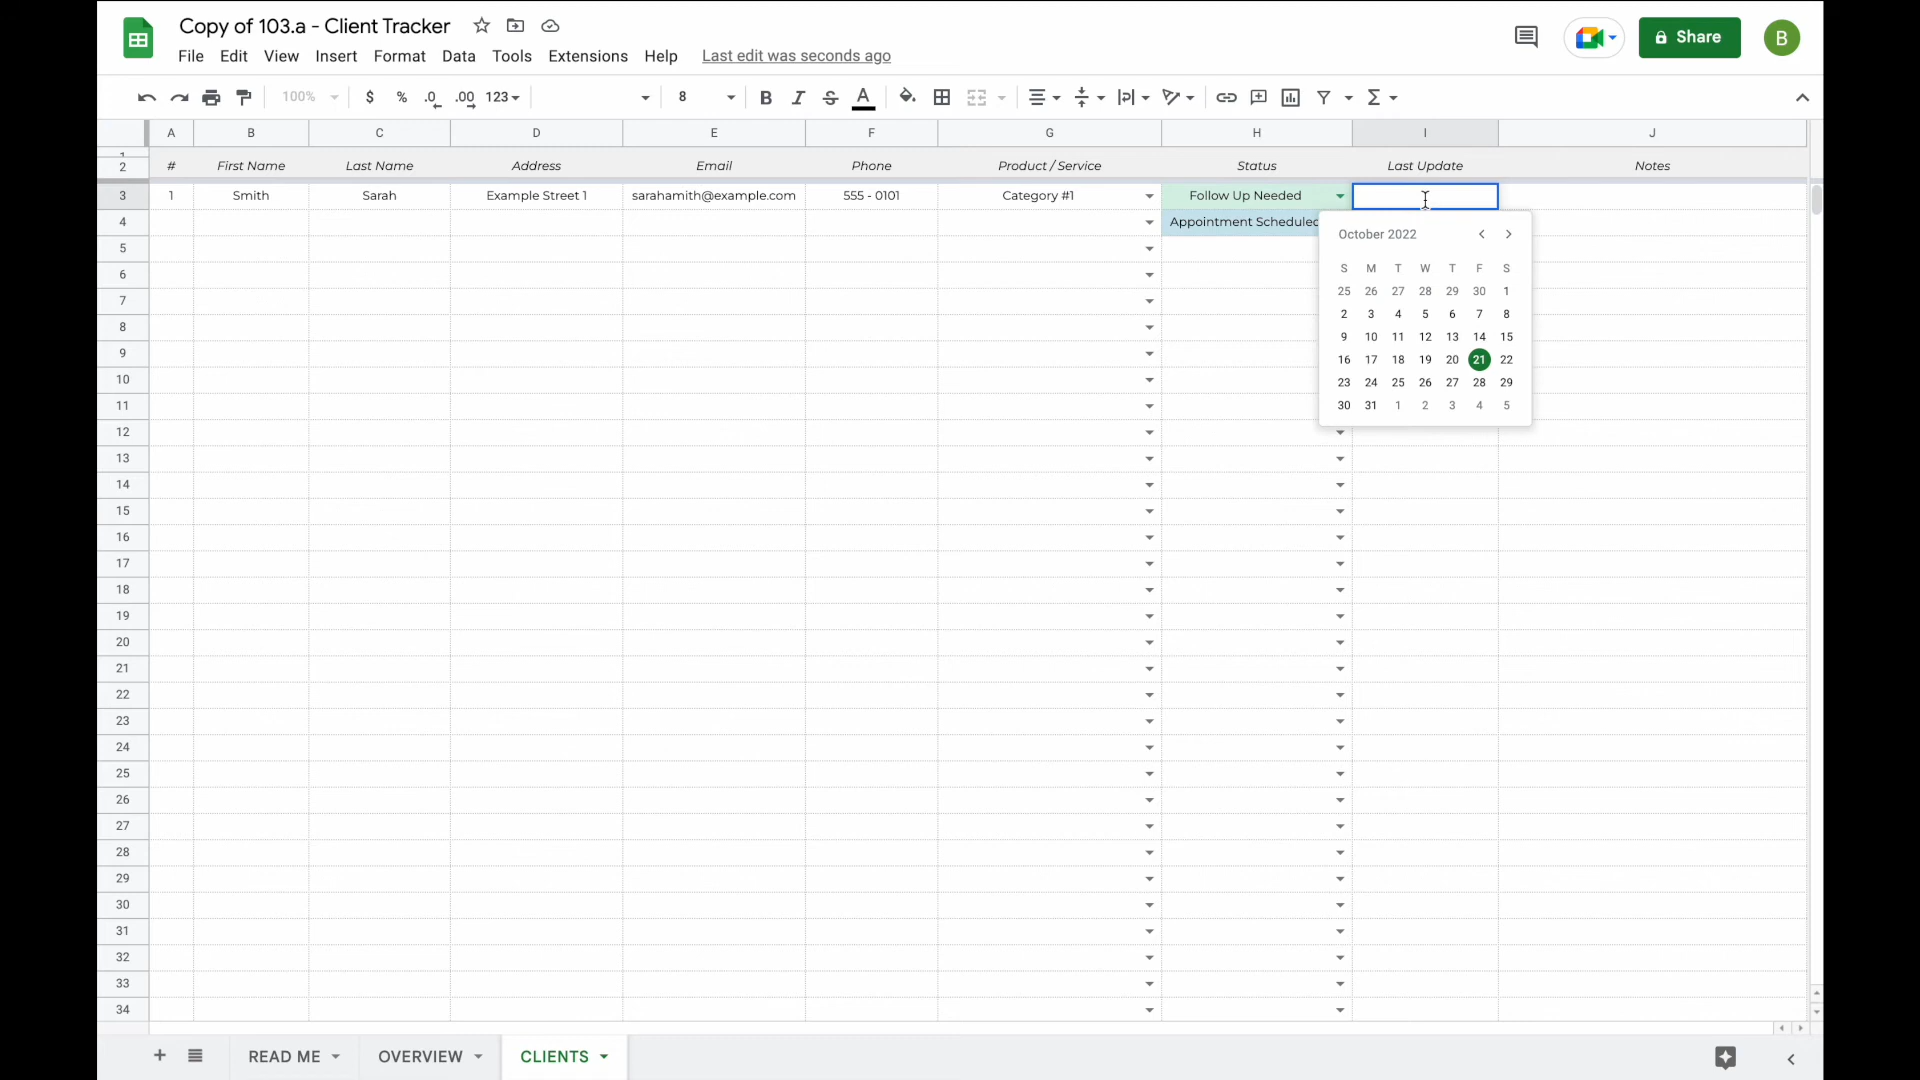 Copy of 103.a - Client Tracker
File Edit View Insert Format Data Tools Extensions Help Last edit was seconds ago
Share
B
100% $ % .0 .00 123 8 B I S A
A B C D E F G H I J
2 # First Name Last Name Address Email Phone Product / Service Status Last Update Notes
3 1 Smith Sarah Example Street 1 sarahamith@example.com 555 - 0101 Category #1 Follow Up Needed
4 Appointment Scheduled
October 2022
S M T W T F S
25 26 27 28 29 30 1
2 3 4 5 6 7 8
9 10 11 12 13 14 15
16 17 18 19 20 21 22
23 24 25 26 27 28 29
30 31 1 2 3 4 5
5
6
7
8
9
10
11
12
13
14
15
16
17
18
19
20
21
22
23
24
25
26
27
28
29
30
31
32
33
34
READ ME OVERVIEW CLIENTS